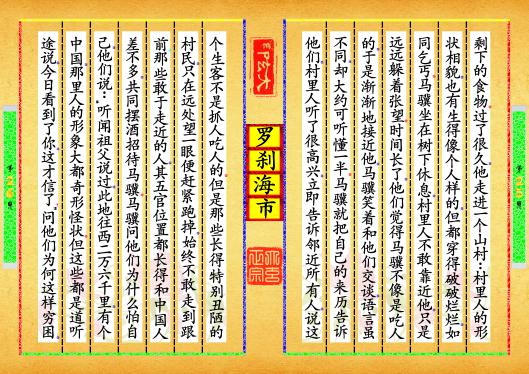 剩下的食物过了很久他走进一个山村：村里人的形
状相貌也有生得像个人样的但都穿得破破烂烂如
同乞丐马骥坐在树下休息村里人不敢靠近他只是
远远躲着张望时间长了他们觉得马骥不像是吃人
的于是渐渐地接近他马骥笑着和他们交谈语言虽
不同却大约可听懂一半马骥就把自己的来历告诉
他们村里人听了很高兴立即告诉邻近所有人说这
罗刹海市
个生客不是抓人吃人的但是那些长得特别丑陋的
村民只在远处望一眼便赶紧跑掉始终不敢走到跟
前那些敢于走近的人其五官位置都长得和中国人
差不多共同摆酒招待马骥马骥问他们为什么怕自
己他们说：听闻祖父说过此地往西二万六千里有个
中国那里人的形象大都奇形怪状但这些都是道听
途说今日看到了你这才信了问他们为何这样穷困